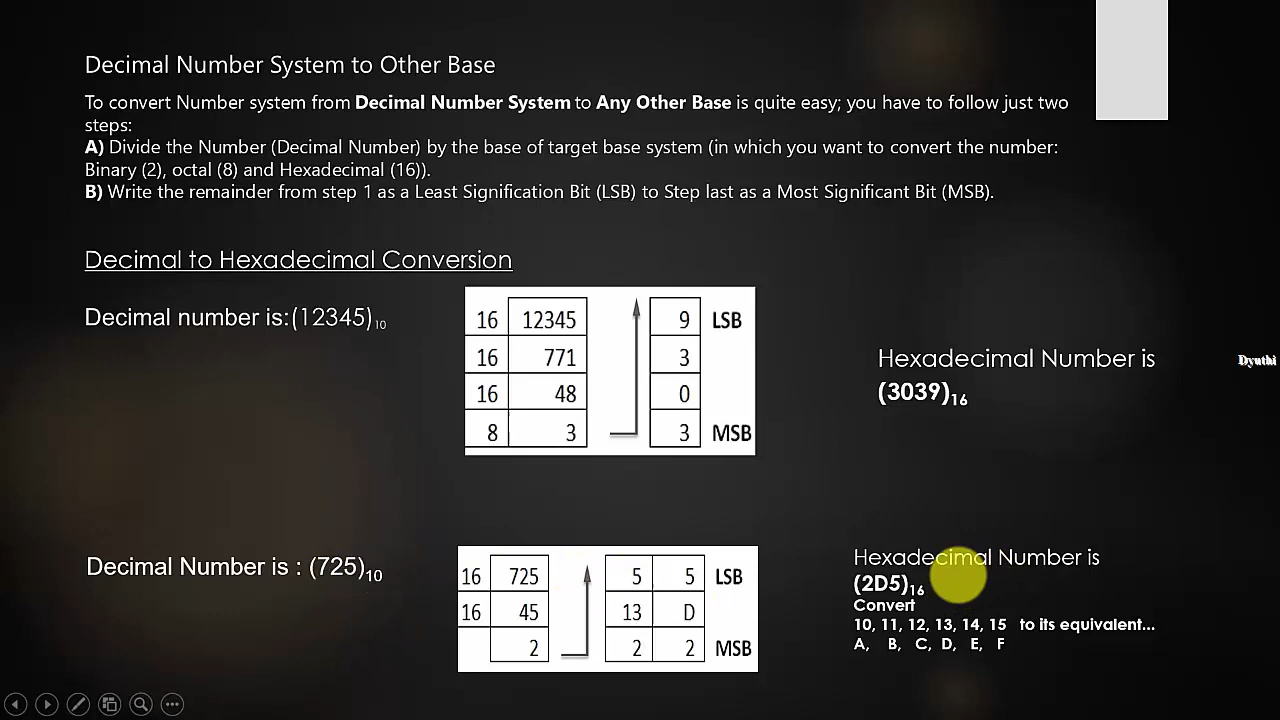 Decimal Number System to Other Base
To convert Number system from Decimal Number System to Any Other Base is quite easy; you have to follow just two
steps:
A) Divide the Number (Decimal Number) by the base of target base system (in which you want to convert the number:
Binary (2), octal (8) and Hexadecimal (16)).
B) Write the remainder from step 1 as a Least Signification Bit (LSB) to Step last as a Most Significant Bit (MSB).
Decimal to Hexadecimal Conversion
Decimal number is:(12345)10
16 12345 9 LSB
16 771 3
16 48 0
8 3 3 MSB
Hexadecimal Number is
(3039)16
Dyuthi
Decimal Number is : (725)10
16 725 5 5 LSB
16 45 13 D
2 2 2 MSB
Hexadecimal Number is
(2D5)16
Convert
10, 11, 12, 13, 14, 15 to its equivalent...
A, B, C, D, E, F